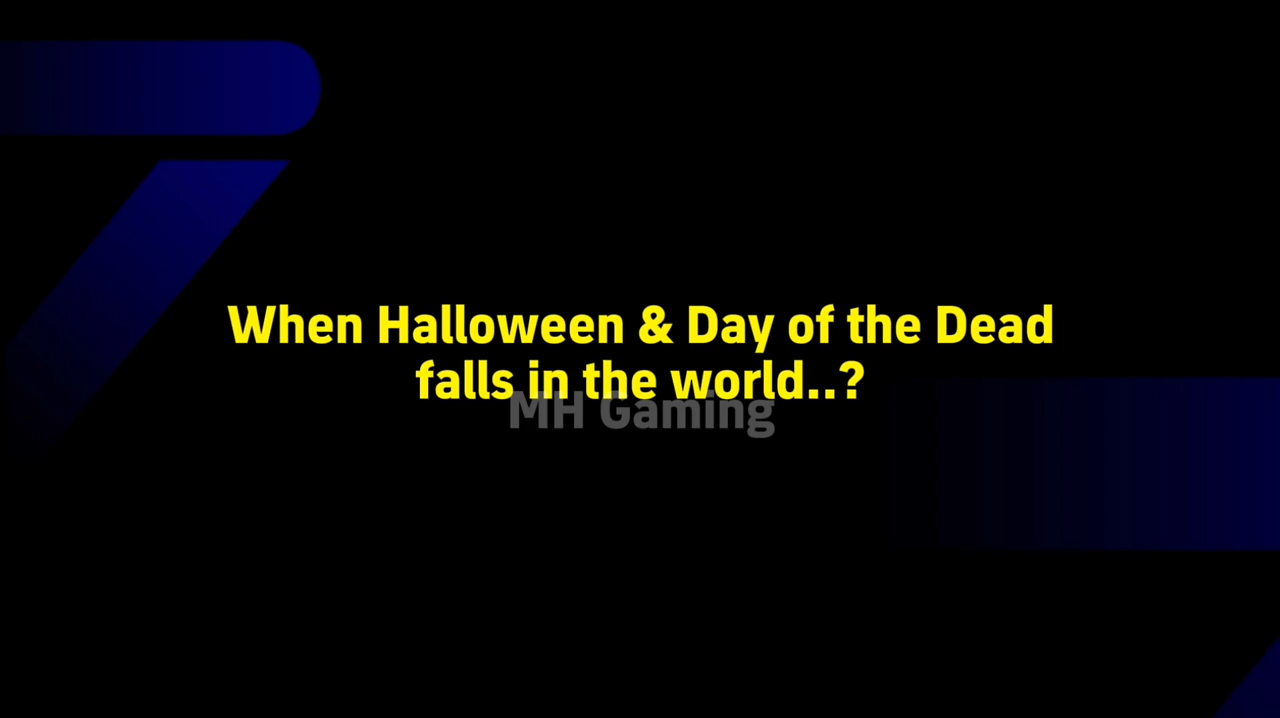 When Halloween & Day of the Dead
falls in the world..?
MH Gaming